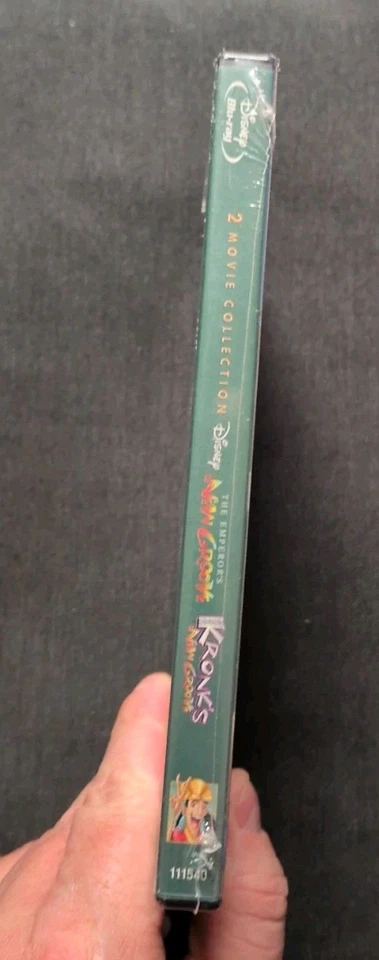 Disney
Blu-ray
2 MOVIE COLLECTION
Disney
THE EMPEROR'S
NEW GROOVE
KRONK'S
NEW GROOVE
111540